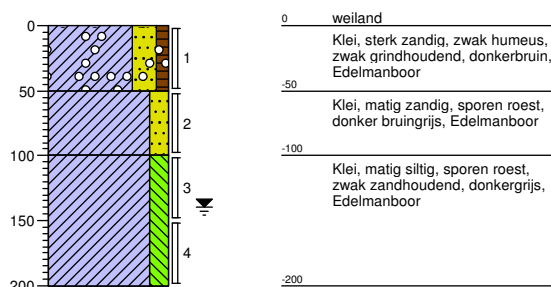 0
50
100
150
200
1
2
3
4
0 weiland
Klei, sterk zandig, zwak humeus,
zwak grindhoudend, donkerbruin,
Edelmanboor
-50
Klei, matig zandig, sporen roest,
donker bruingrijs, Edelmanboor
-100
Klei, matig siltig, sporen roest,
zwak zandhoudend, donkergrijs,
Edelmanboor
-200